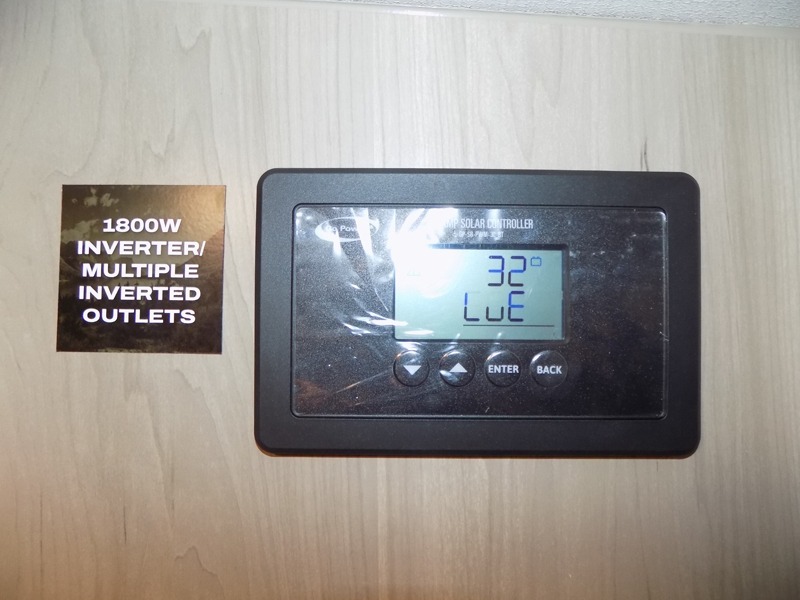 1800W
INVERTER/
MULTIPLE
INVERTED
OUTLETS
SOLAR CONTROLLER
32
LuE
ENTER
BACK